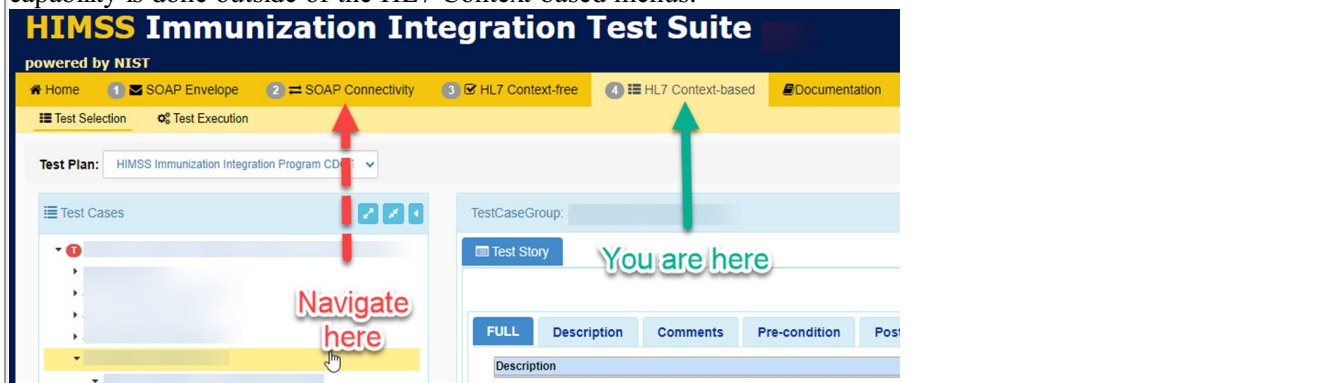 capability is done outside of the HL7 Context-based menus.
HIMSS Immunization Integration Test Suite
powered by NIST
Home 1 SOAP Envelope 2 SOAP Connectivity 3 HL7 Context-free 4 HL7 Context-based Documentation
Test Selection Test Execution
Test Plan: HIMSS Immunization Integration Program
Test Cases
TestCaseGroup:
T
Test Story
You are here
Navigate
here
FULL Description Comments Pre-condition
Description